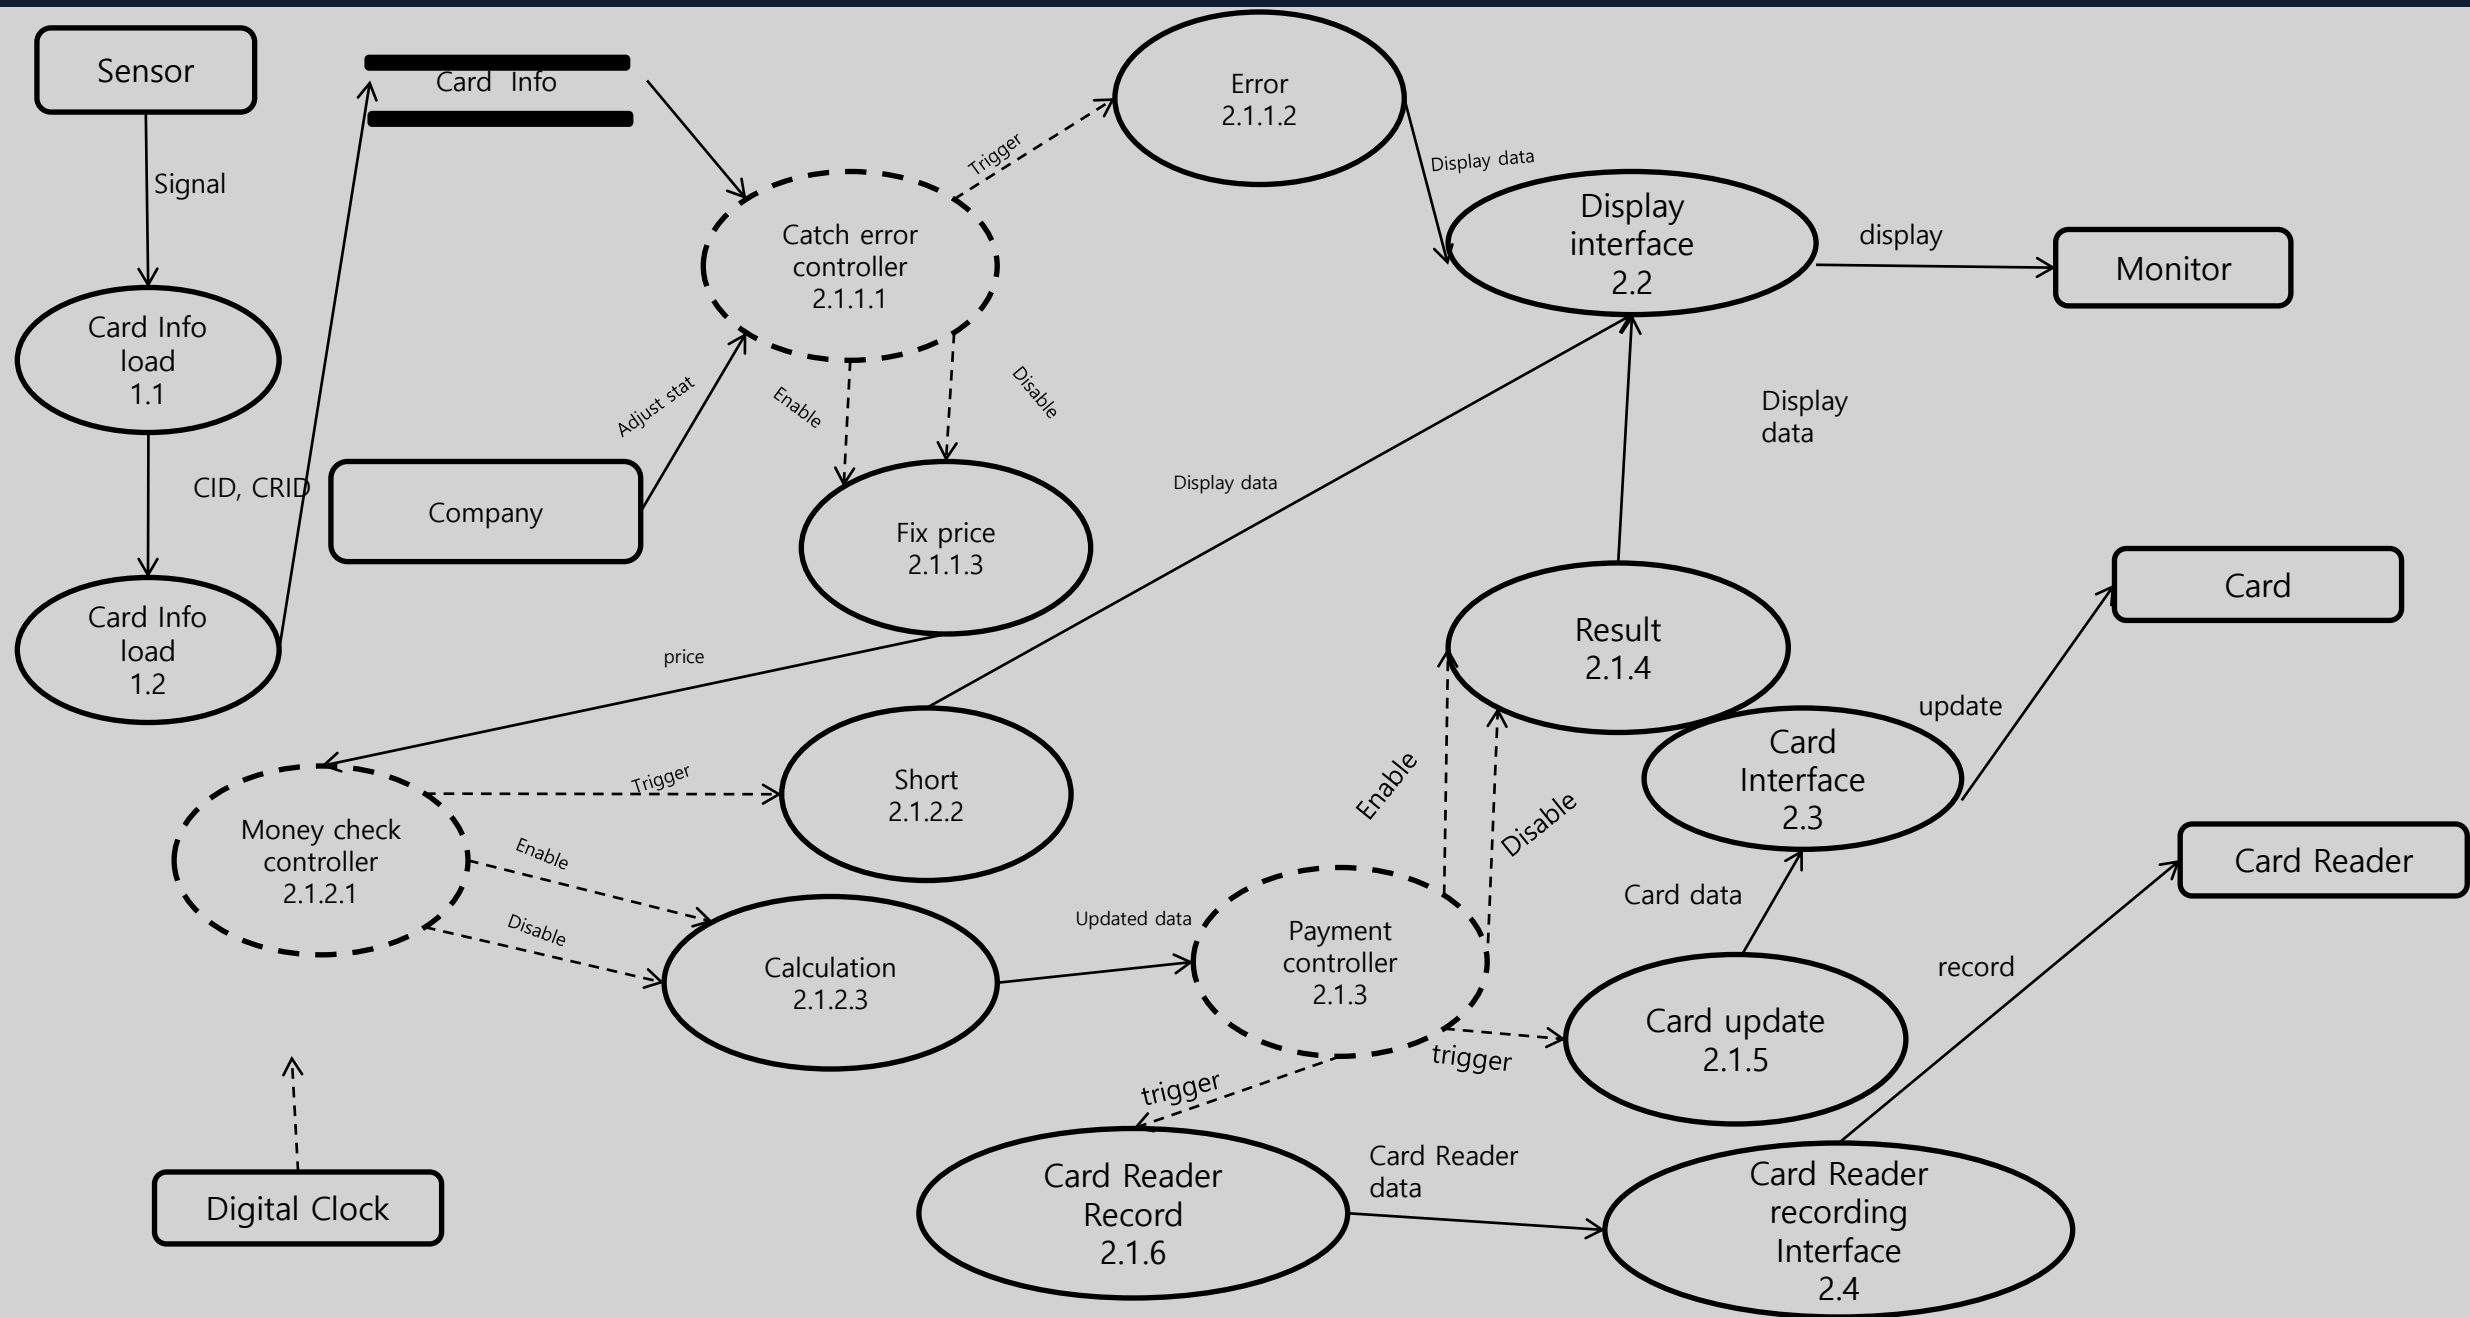 Sensor
Card Info
Error
2.1.1.2
Trigger
Display data
Signal
Catch error
controller
2.1.1.1
Display
interface
2.2
display
Monitor
Card Info
load
1.1
Adjust stat
Enable
Disable
Display
data
CID, CRID
Company
Display data
Fix price
2.1.1.3
Card Info
load
1.2
price
Result
2.1.4
Card
update
Card
Interface
2.3
Trigger
Short
2.1.2.2
Enable
Disable
Money check
controller
2.1.2.1
Enable
Disable
Card Reader
Card data
Updated data
Payment
controller
2.1.3
Calculation
2.1.2.3
record
Card update
2.1.5
trigger
trigger
Digital Clock
Card Reader
Record
2.1.6
Card Reader
data
Card Reader
recording
Interface
2.4